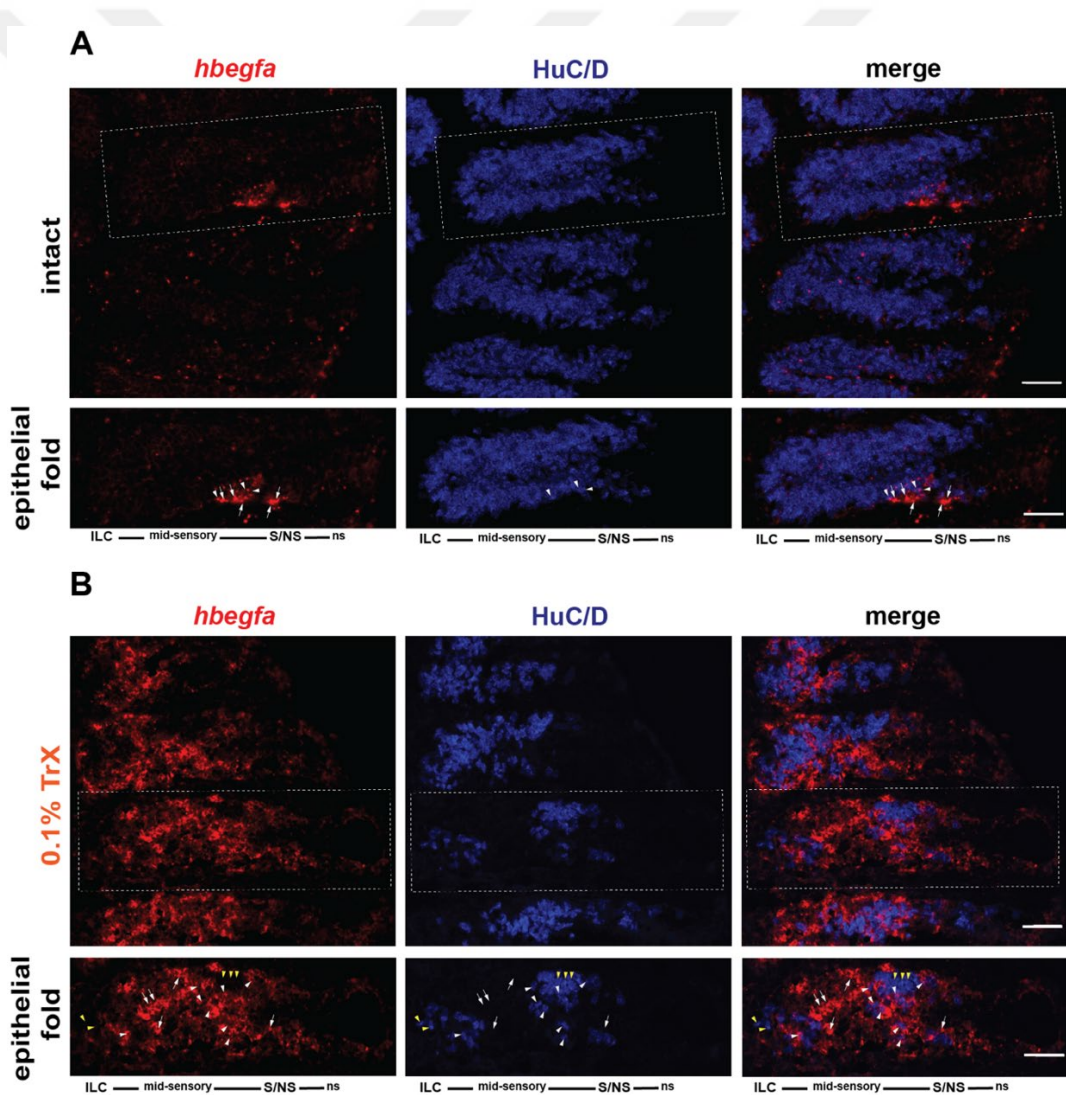 A
hbegfa HuC/D merge
intact
epithelial
fold
ILC mid-sensory S/NS ns ILC mid-sensory S/NS ns ILC mid-sensory S/NS ns
B
hbegfa HuC/D merge
0.1% TrX
epithelial
fold
ILC mid-sensory S/NS ns ILC mid-sensory S/NS ns ILC mid-sensory S/NS ns